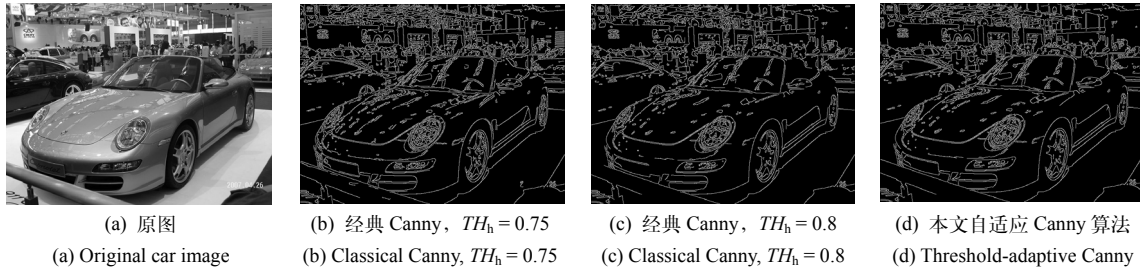 (a) 原图
(b) 经典 Canny，THh = 0.75
(c) 经典 Canny，THh = 0.8
(d) 本文自适应 Canny 算法
(a) Original car image
(b) Classical Canny, THh = 0.75
(c) Classical Canny, THh = 0.8
(d) Threshold-adaptive Canny